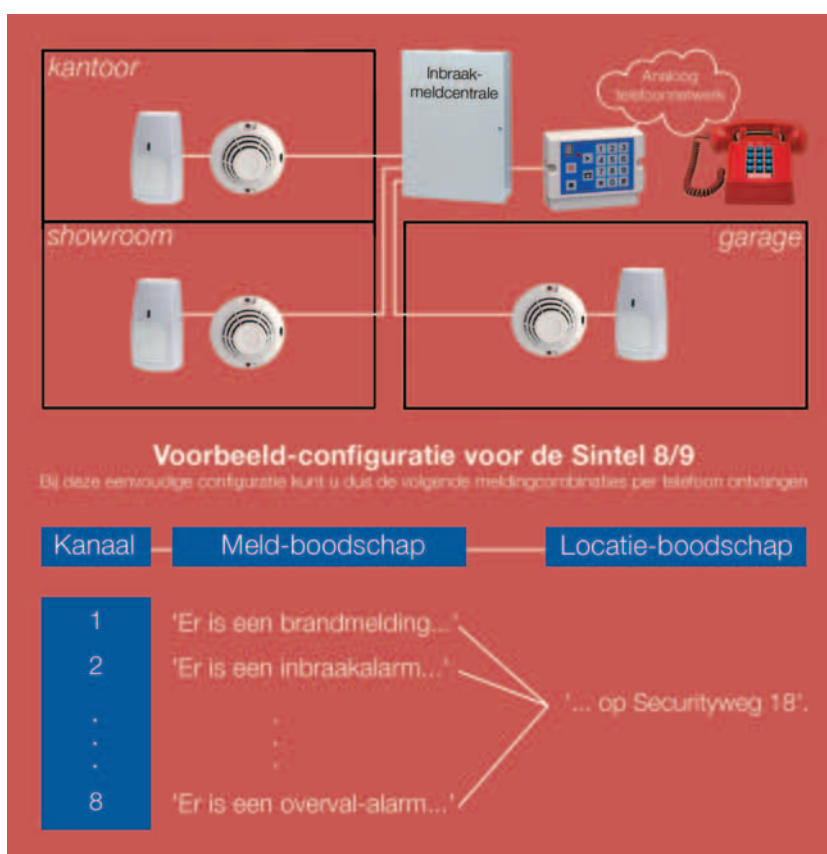 kantoor
Inbraak-
meldcentrale
Analoog
telefoonnetwerk
showroom
garage
Voorbeeld-configuratie voor de Sintel 8/9
Bij deze eenvoudige configuratie kunt u dus de volgende meldingcombinaties per telefoon ontvangen
Kanaal
Meld-boodschap
Locatie-boodschap
1
'Er is een brandmelding...'
2
'Er is een inbraakalarm...'
'... op Securityweg 18'.
8
'Er is een overval-alarm...'